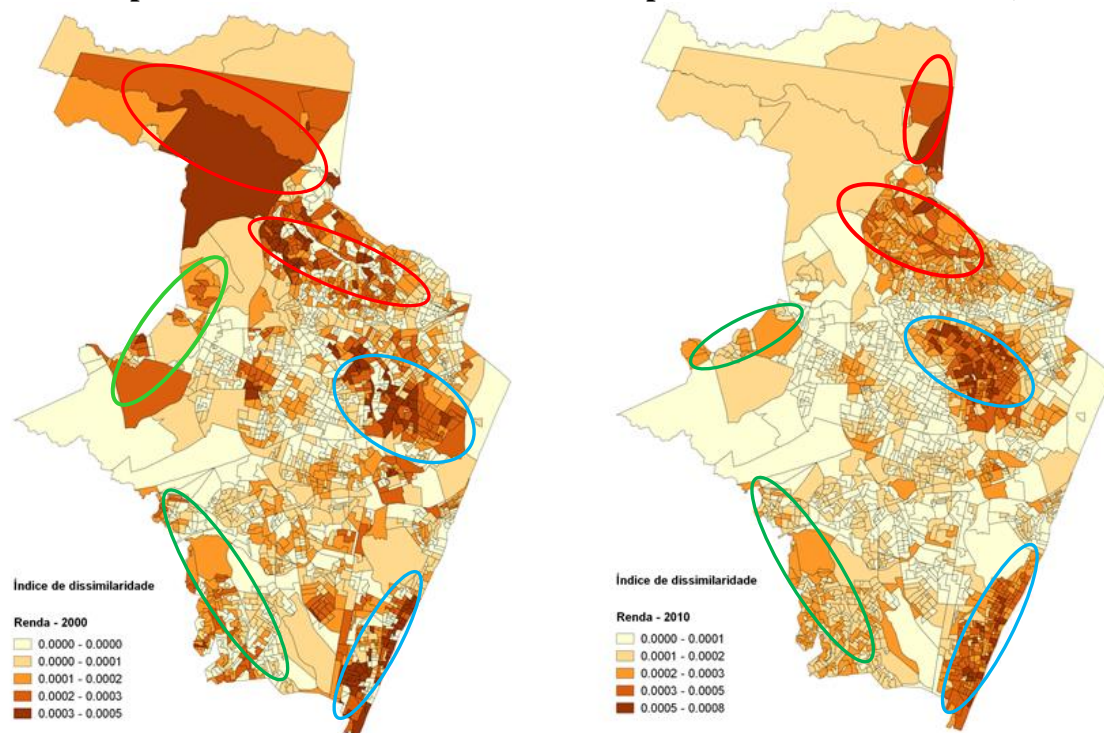 Índice de dissimilaridade
Renda - 2000
0.0000 - 0.0000
0.0000 - 0.0001
0.0001 - 0.0002
0.0002 - 0.0003
0.0003 - 0.0005
Índice de dissimilaridade
Renda - 2010
0.0000 - 0.0001
0.0001 - 0.0002
0.0002 - 0.0003
0.0003 - 0.0005
0.0005 - 0.0008